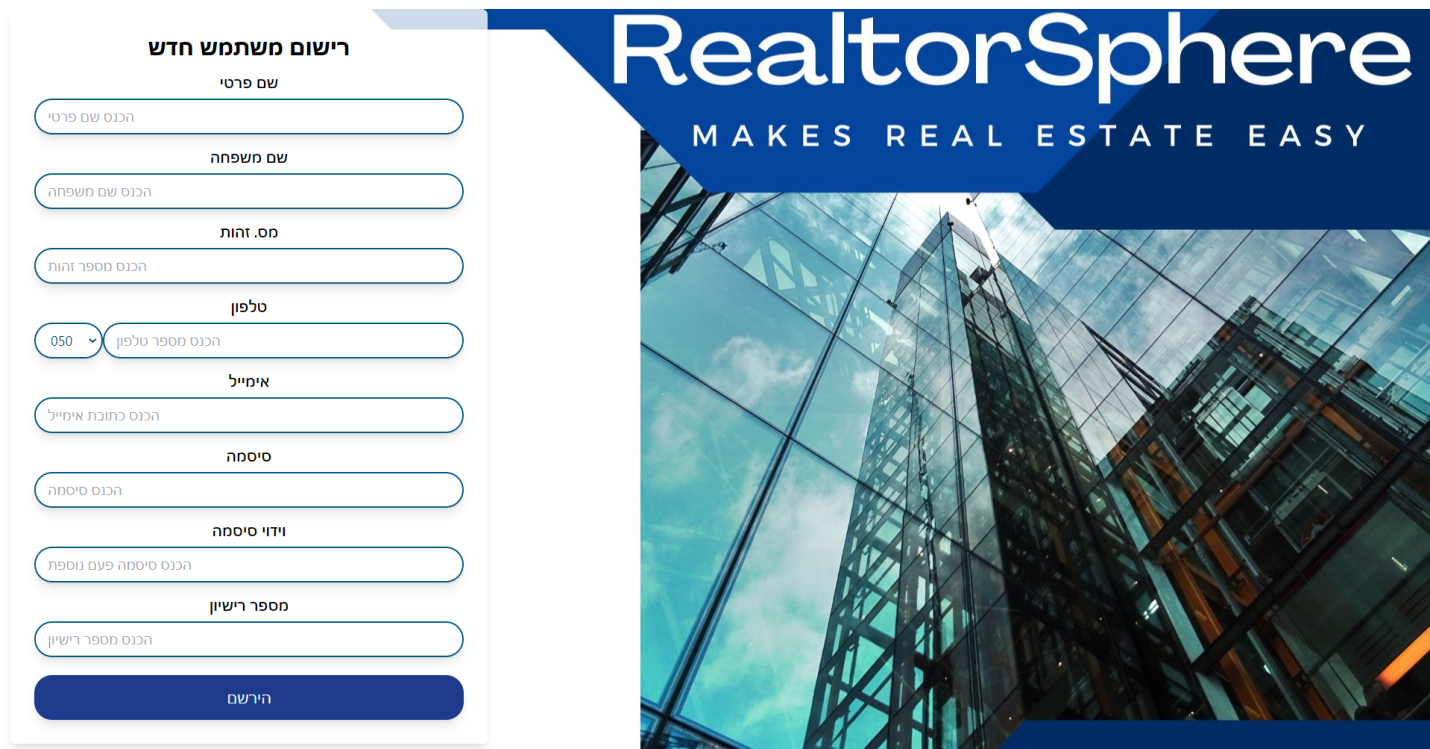 רישום משתמש חדש
שם פרטי
הכנס שם פרטי
שם משפחה
הכנס שם משפחה
מס. זהות
הכנס מספר זהות
טלפון
050 הכנס מספר טלפון
אימייל
הכנס כתובת אימייל
סיסמה
הכנס סיסמה
וידוי סיסמה
הכנס סיסמה פעם נוספת
מספר רישיון
הכנס מספר רישיון
הירשם
RealtorSphere
MAKES REAL ESTATE EASY